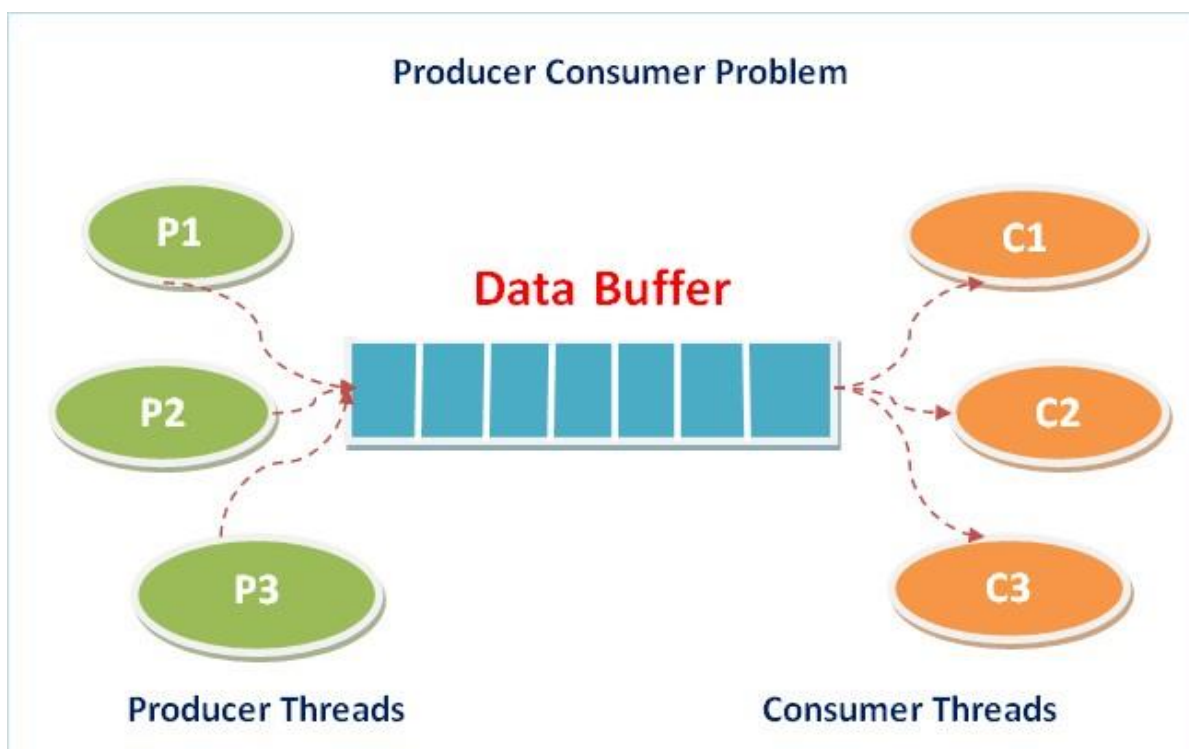 Producer Consumer Problem
P1
C1
Data Buffer
P2
C2
P3
C3
Producer Threads
Consumer Threads